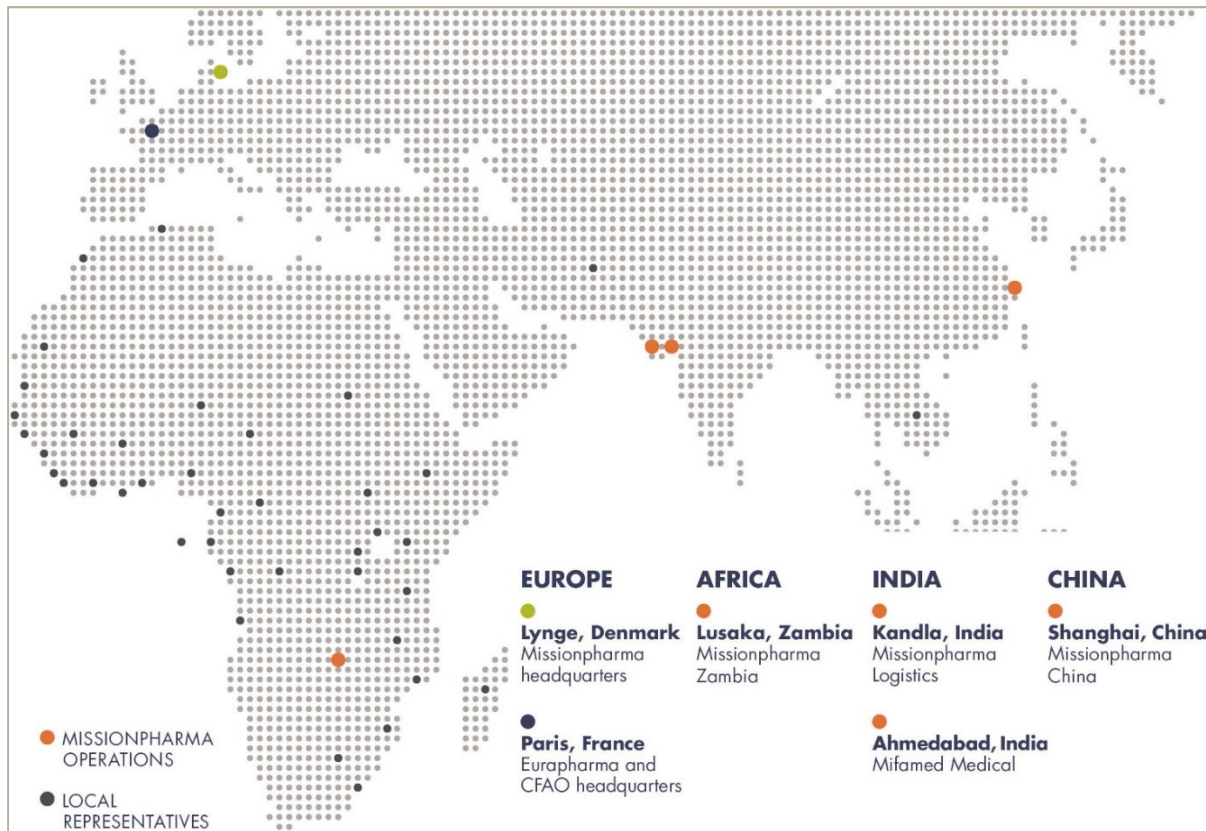 EUROPE
Lynge, Denmark
Missionpharma
headquarters
Paris, France
Eurapharma and
CFAO headquarters
AFRICA
Lusaka, Zambia
Missionpharma
Zambia
INDIA
Kandla, India
Missionpharma
Logistics
Ahmedabad, India
Mifamed Medical
CHINA
Shanghai, China
Missionpharma
China
MISSIONPHARMA
OPERATIONS
LOCAL
REPRESENTATIVES